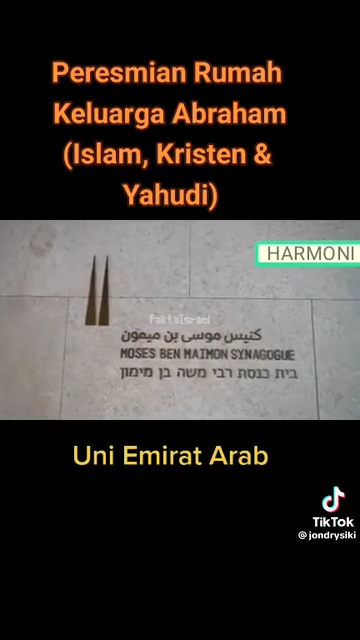 Peresmian Rumah
Keluarga Abraham
(Islam, Kristen &
Yahudi)
HARMONI
FaktaIsrael
كنيس موسى بن ميمون
MOSES BEN MAIMON SYNAGOGUE
בית כנסת רבי משה בן מימון
Uni Emirat Arab
TikTok
@jondrysiki